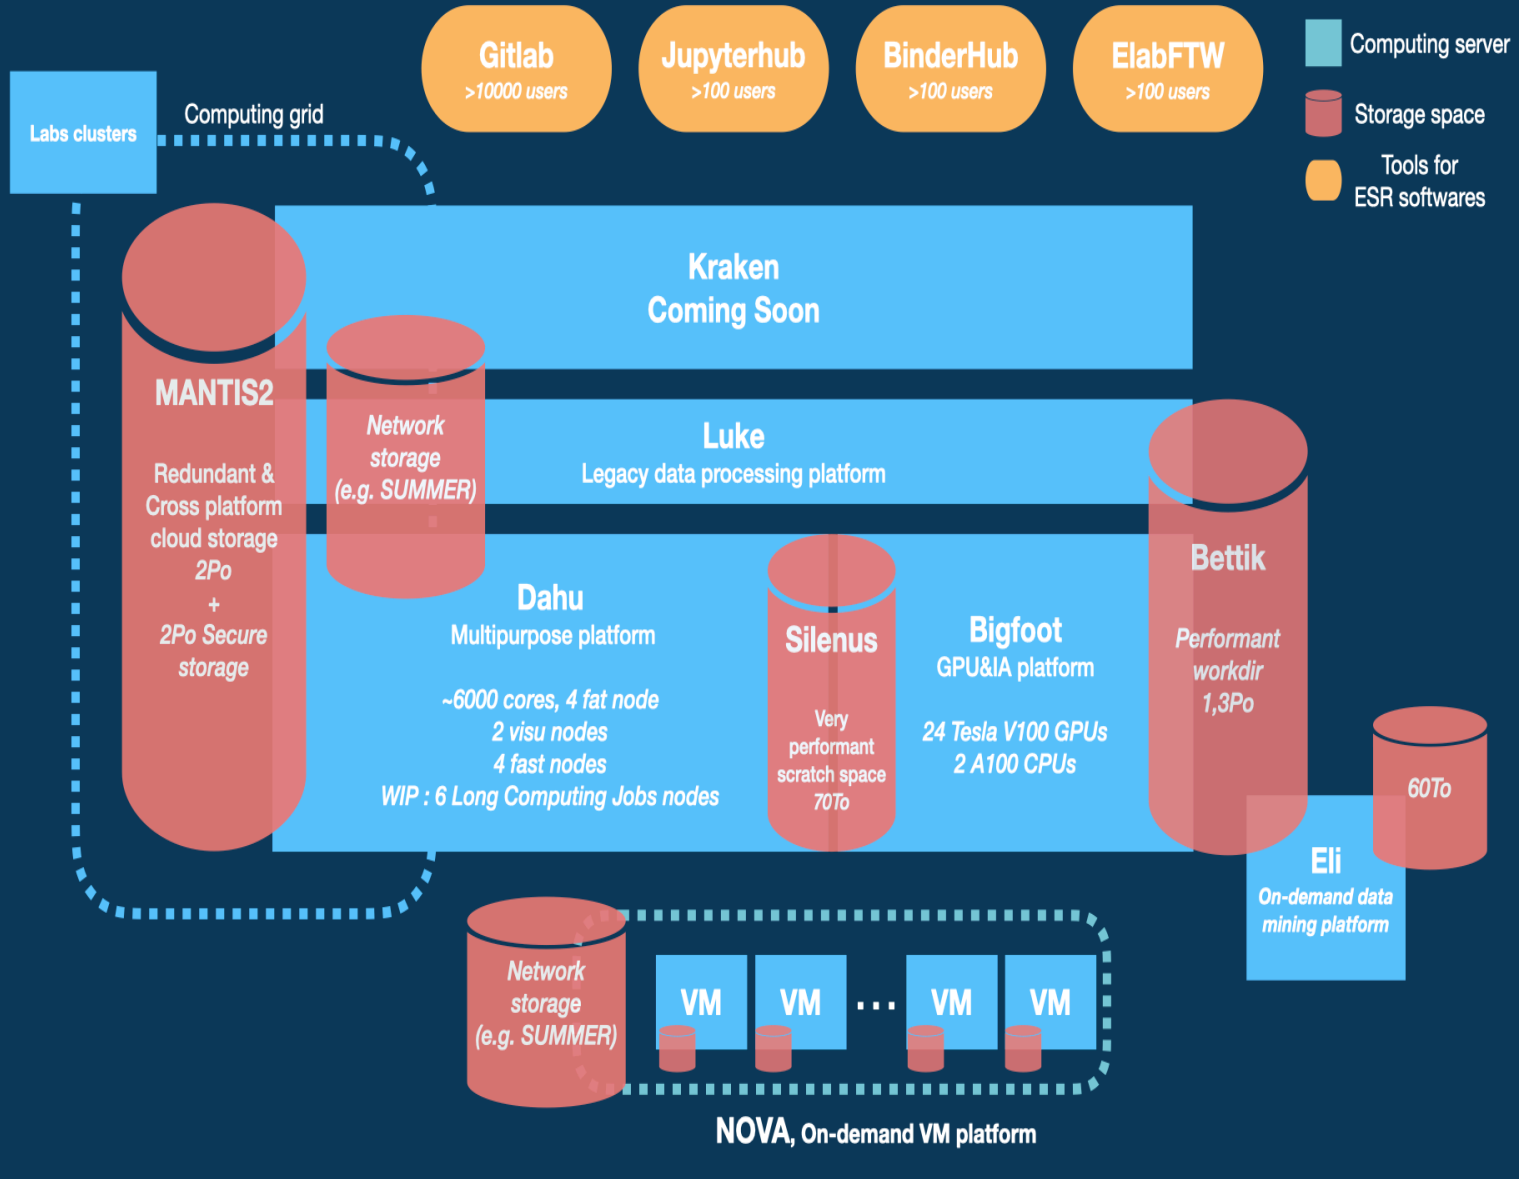 Gitlab
>10000 users
Jupyterhub
>100 users
BinderHub
>100 users
ElabFTW
>100 users
Computing server
Storage space
Tools for
ESR softwares
Labs clusters
Computing grid
Kraken
Coming Soon
MANTIS2
Redundant &
Cross platform
cloud storage
2Po
+
2Po Secure
storage
Network
storage
(e.g. SUMMER)
Luke
Legacy data processing platform
Dahu
Multipurpose platform
~6000 cores, 4 fat node
2 visu nodes
4 fast nodes
WIP : 6 Long Computing Jobs nodes
Silenus
Very
performant
scratch space
70To
Bigfoot
GPU&IA platform
24 Tesla V100 GPUs
2 A100 CPUs
Bettik
Performant
workdir
1,3Po
60To
Eli
On-demand data
mining platform
Network
storage
(e.g. SUMMER)
VM
VM
...
VM
VM
NOVA, On-demand VM platform